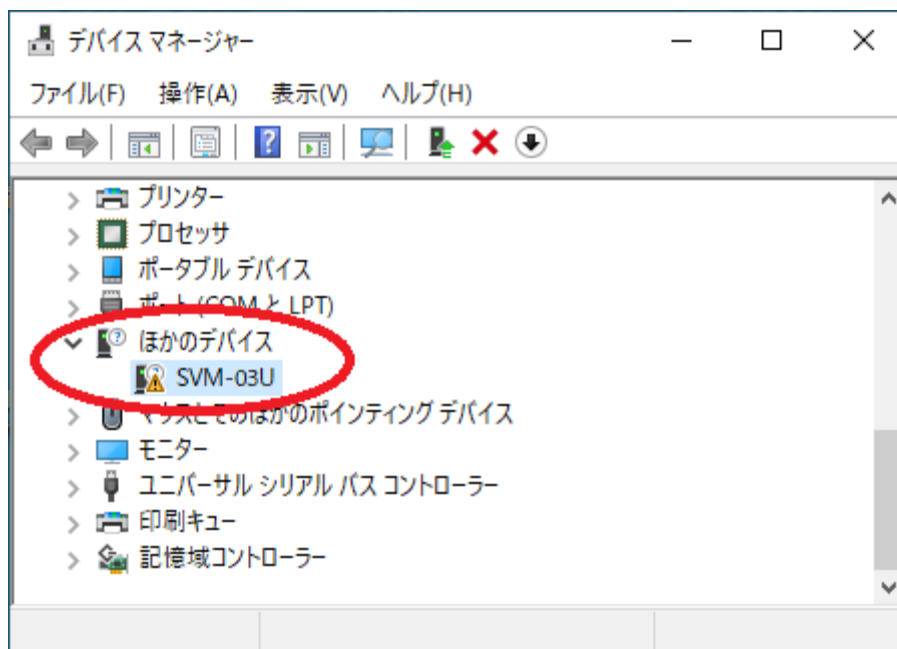 デバイス マネージャー
ファイル(F) 操作(A) 表示(V) ヘルプ(H)
プリンター
プロセッサ
ポータブル デバイス
ポート (COM と LPT)
ほかのデバイス
SVM-03U
マウスとそのほかのポインティング デバイス
モニター
ユニバーサル シリアル バス コントローラー
印刷キュー
記憶域コントローラー